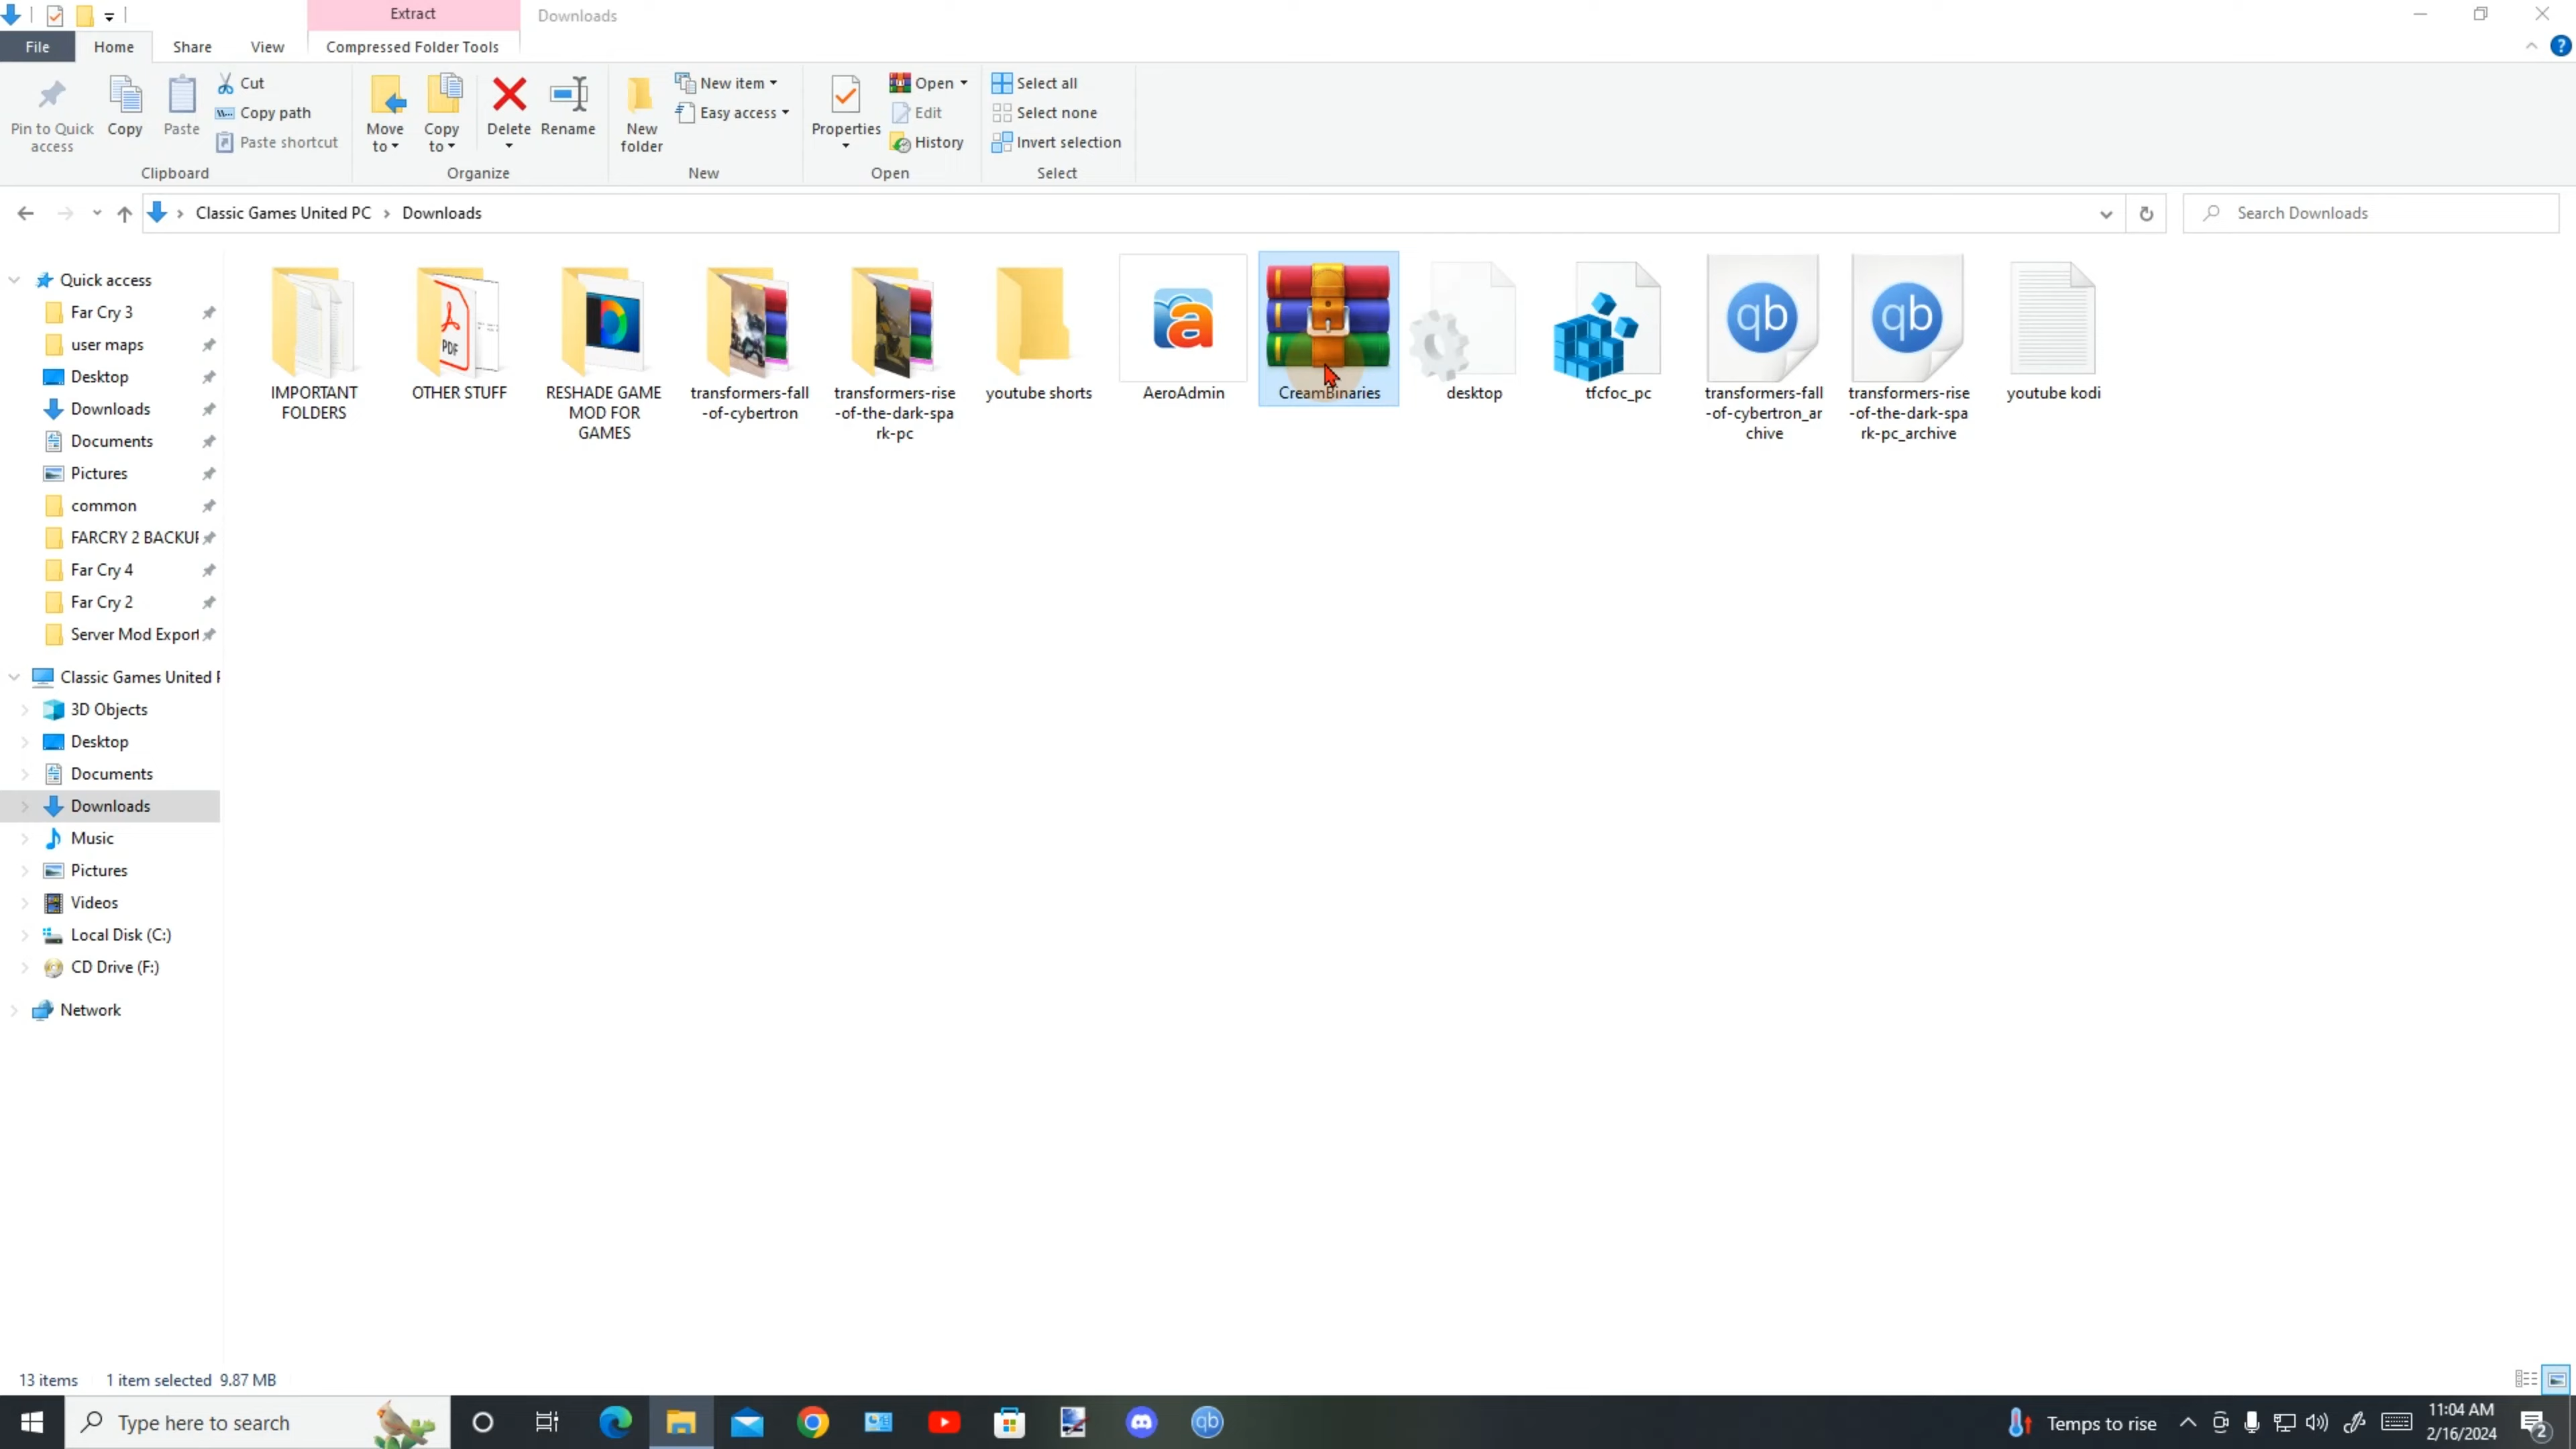 Extract
Downloads
File
Home
Share
View
Compressed Folder Tools
Pin to Quick
access
Copy
Paste
Cut
Copy path
Paste shortcut
Clipboard
Move
to
Copy
to
Delete
Rename
Organize
New
folder
New item
Easy access
New
Properties
Open
Edit
History
Open
Select all
Select none
Invert selection
Select
Classic Games United PC
Downloads
Search Downloads
Quick access
Far Cry 3
user maps
Desktop
Downloads
Documents
Pictures
common
FARCRY 2 BACKUP
Far Cry 4
Far Cry 2
Server Mod Export
Classic Games United P
3D Objects
Desktop
Documents
Downloads
Music
Pictures
Videos
Local Disk (C:)
CD Drive (F:)
Network
IMPORTANT
FOLDERS
PDF
OTHER STUFF
RESHADE GAME
MOD FOR
GAMES
transformers-fall
-of-cybertron
transformers-rise
-of-the-dark-spa
rk-pc
youtube shorts
a
AeroAdmin
CreamBinaries
desktop
tfcfoc_pc
qb
transformers-fall
-of-cybertron_ar
chive
qb
transformers-rise
-of-the-dark-spa
rk-pc_archive
youtube kodi
13 items
1 item selected 9.87 MB
Type here to search
qb
Temps to rise
11:04 AM
2/16/2024
2